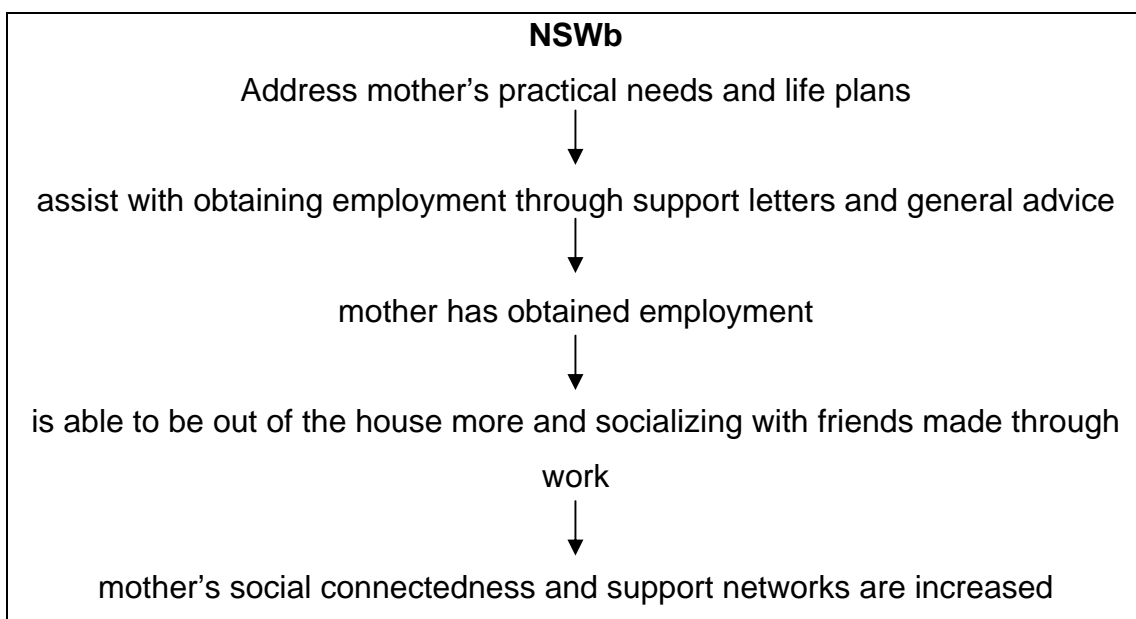 NSWb
Address mother’s practical needs and life plans
assist with obtaining employment through support letters and general advice
mother has obtained employment
is able to be out of the house more and socializing with friends made through
work
mother’s social connectedness and support networks are increased